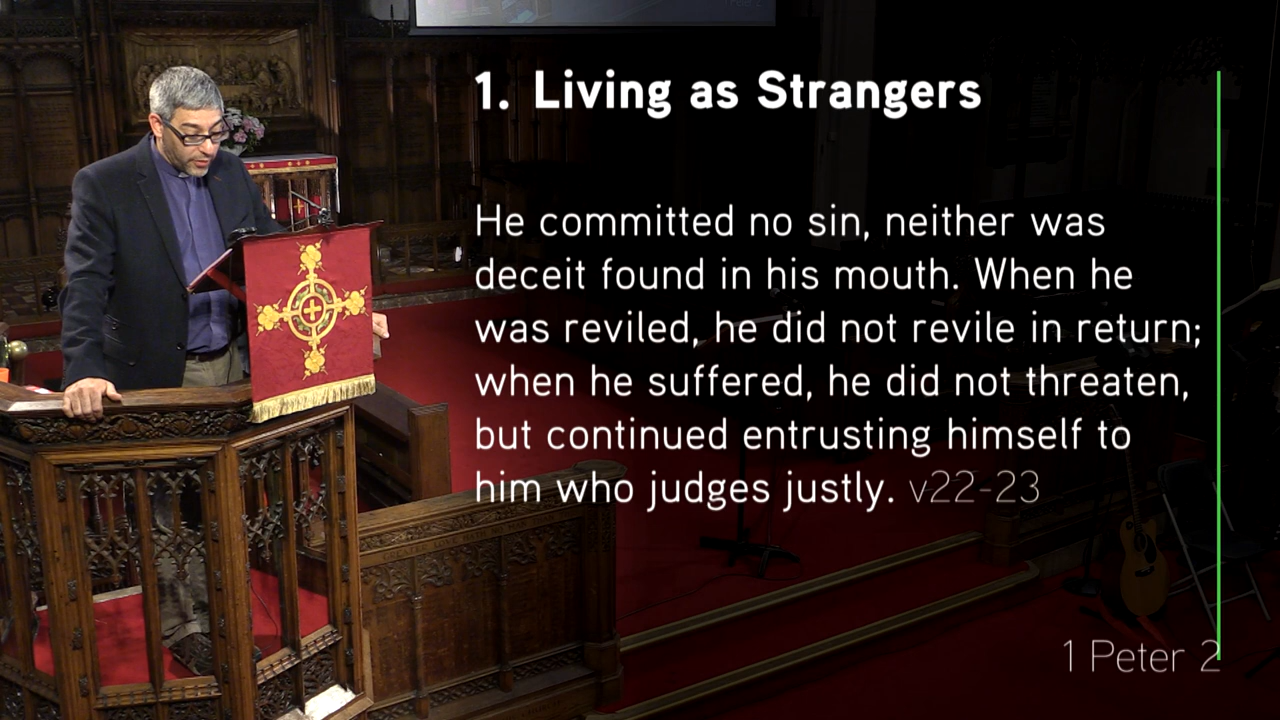 1. Living as Strangers
He committed no sin, neither was
deceit found in his mouth. When he
was reviled, he did not revile in return;
when he suffered, he did not threaten,
but continued entrusting himself to
him who judges justly. v22-23
1 Peter 2